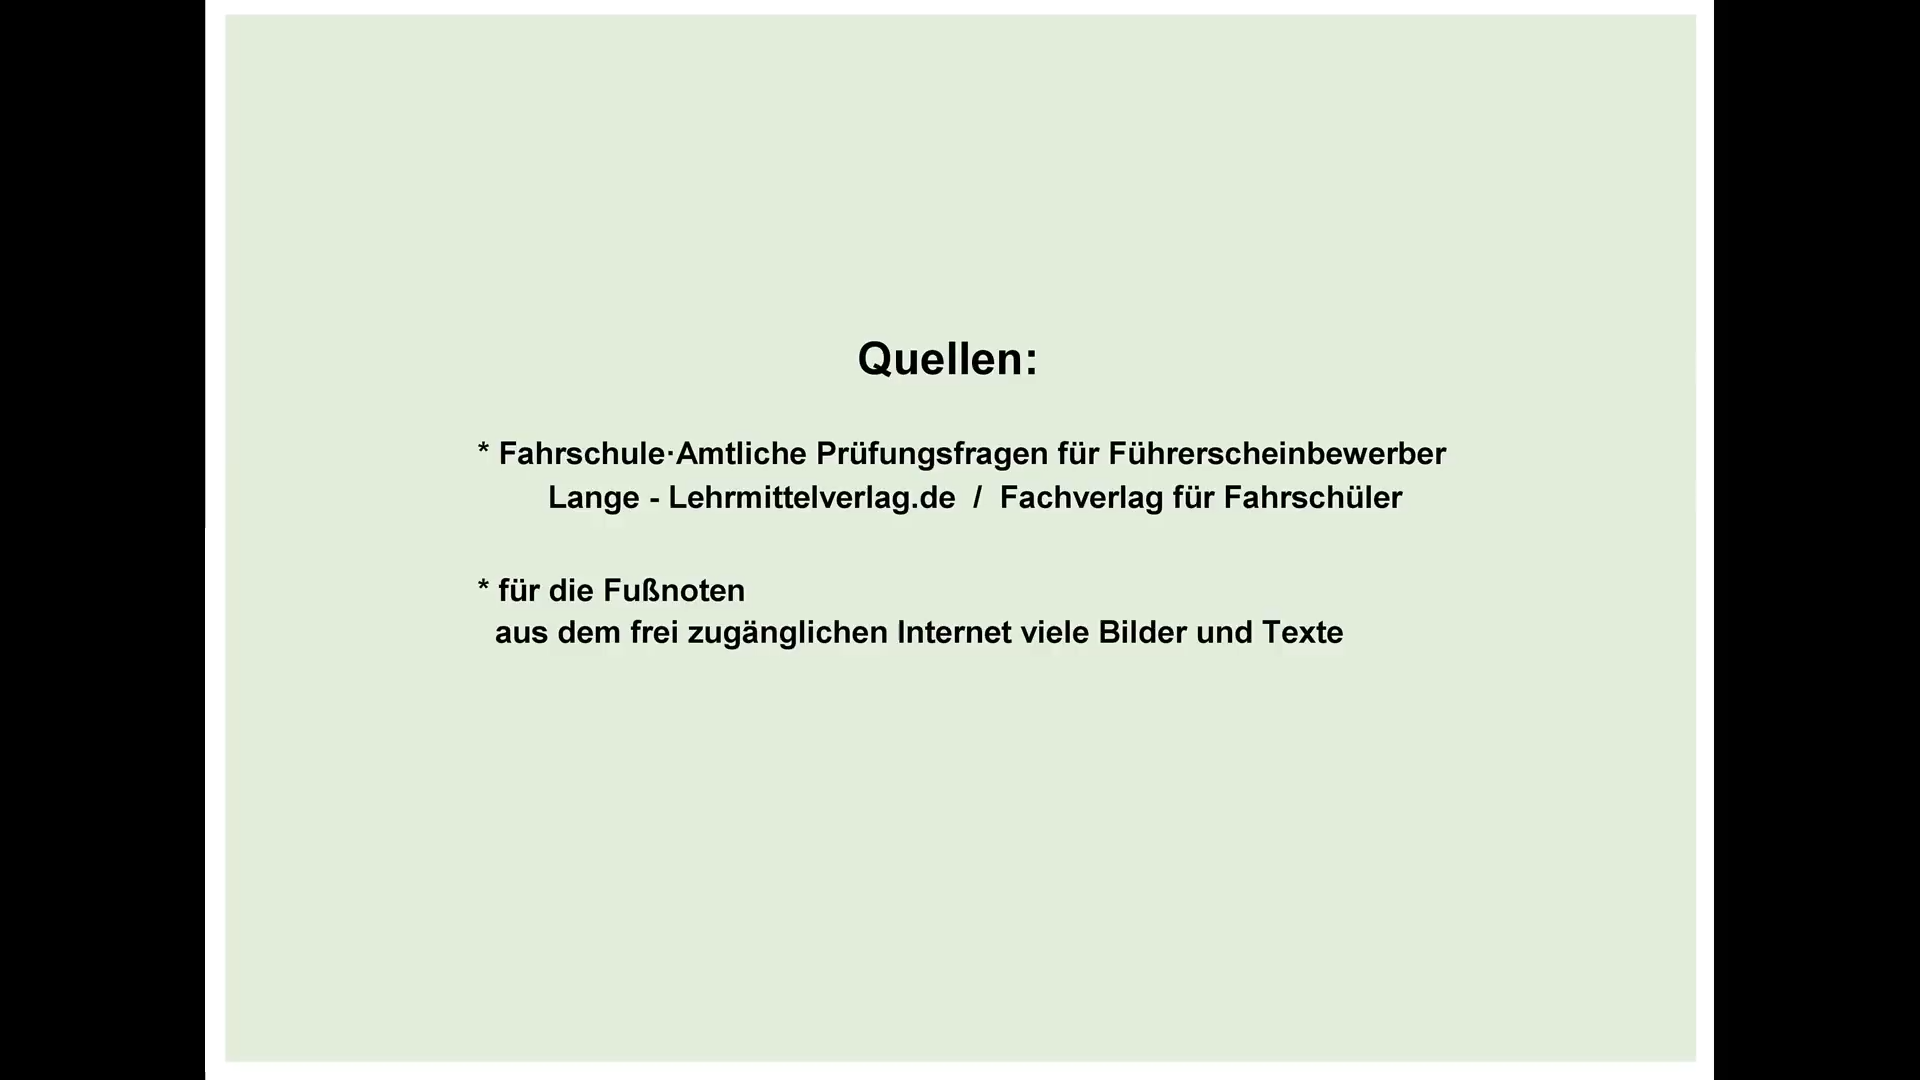 Quellen:
* Fahrschule·Amtliche Prüfungsfragen für Führerscheinbewerber
Lange - Lehrmittelverlag.de / Fachverlag für Fahrschüler
* für die Fußnoten
aus dem frei zugänglichen Internet viele Bilder und Texte